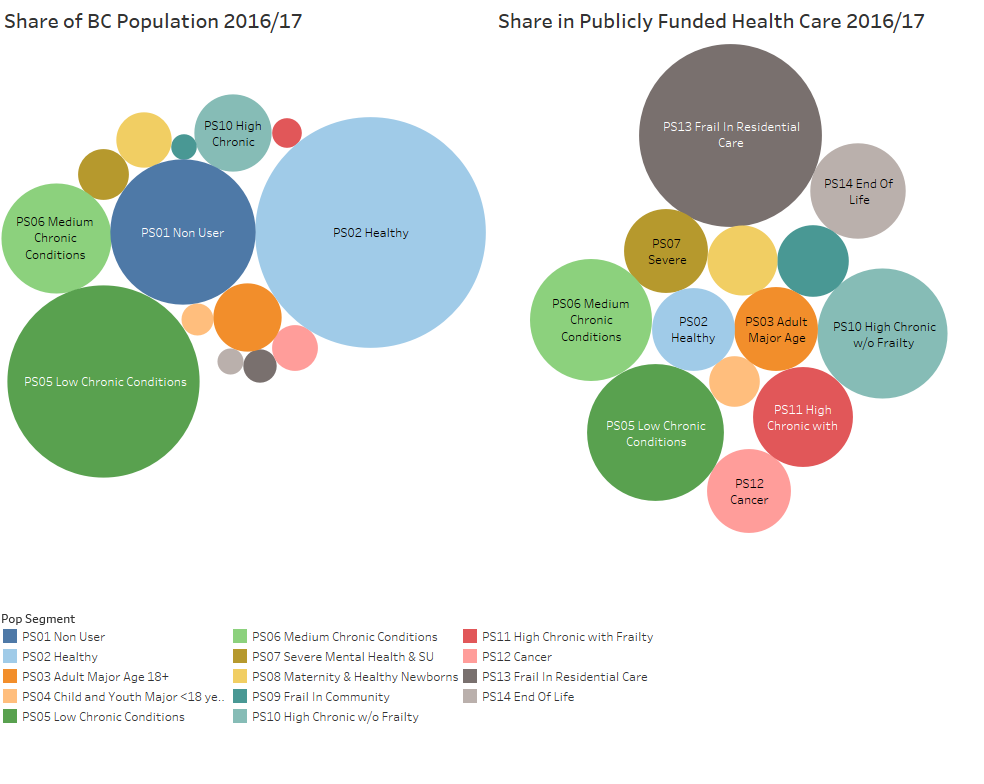 Share of BC Population 2016/17
PS10 High
Chronic
PS06 Medium
Chronic
Conditions
PS01 Non User
PS02 Healthy
PS05 Low Chronic Conditions
Share in Publicly Funded Health Care 2016/17
PS13 Frail In Residential
Care
PS14 End Of
Life
PS07
Severe
PS06 Medium
Chronic
Conditions
PS02
Healthy
PS03 Adult
Major Age
PS10 High Chronic
w/o Frailty
PS05 Low Chronic
Conditions
PS11 High
Chronic with
PS12
Cancer
Pop Segment
PS01 Non User
PS02 Healthy
PS03 Adult Major Age 18+
PS04 Child and Youth Major <18 ye..
PS05 Low Chronic Conditions
PS06 Medium Chronic Conditions
PS07 Severe Mental Health & SU
PS08 Maternity & Healthy Newborns
PS09 Frail In Community
PS10 High Chronic w/o Frailty
PS11 High Chronic with Frailty
PS12 Cancer
PS13 Frail In Residential Care
PS14 End Of Life